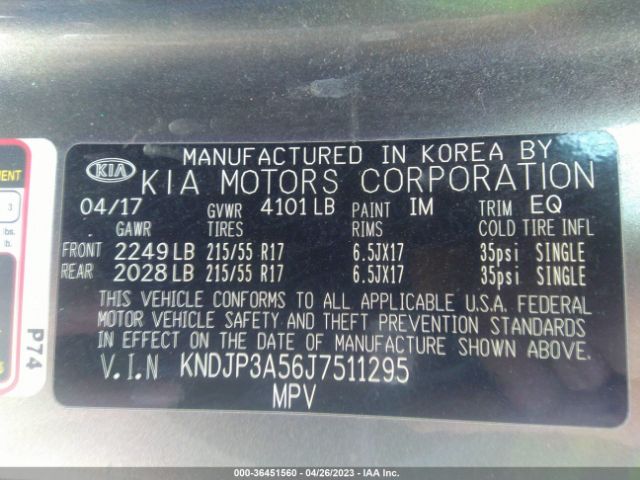 MANUFACTURED IN KOREA BY
KIA KIA MOTORS CORPORATION
04/17 GVWR 4101 LB PAINT IM TRIM EQ
GAWR TIRES RIMS COLD TIRE INFL
FRONT 2249 LB 215/55 R17 6.5JX17 35psi SINGLE
REAR 2028 LB 215/55 R17 6.5JX17 35psi SINGLE
THIS VEHICLE CONFORMS TO ALL APPLICABLE U.S.A. FEDERAL
MOTOR VEHICLE SAFETY AND THEFT PREVENTION STANDARDS
IN EFFECT ON THE DATE OF MANUFACTURE SHOWN ABOVE.
V.I.N KNDJP3A56J7511295
MPV
MENT
3
lbs.
P74
000-36451560 - 04/26/2023 - IAA Inc.